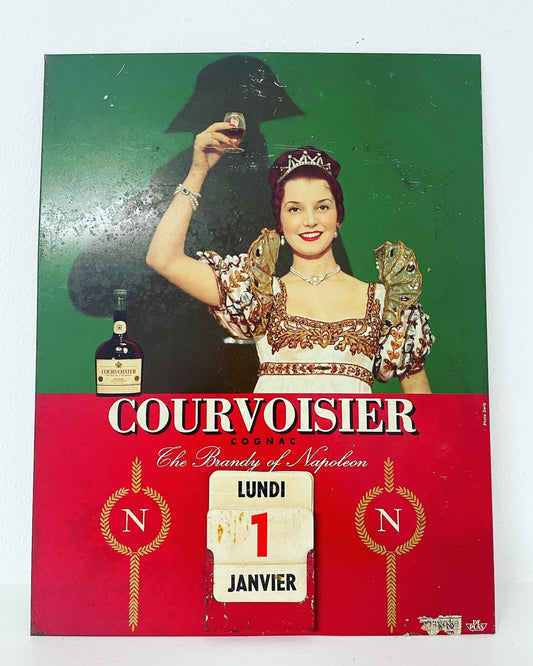 COURVOISIER
COURVOISIER
COGNAC
The Brandy of Napoleon
LUNDI
N
1
N
JANVIER